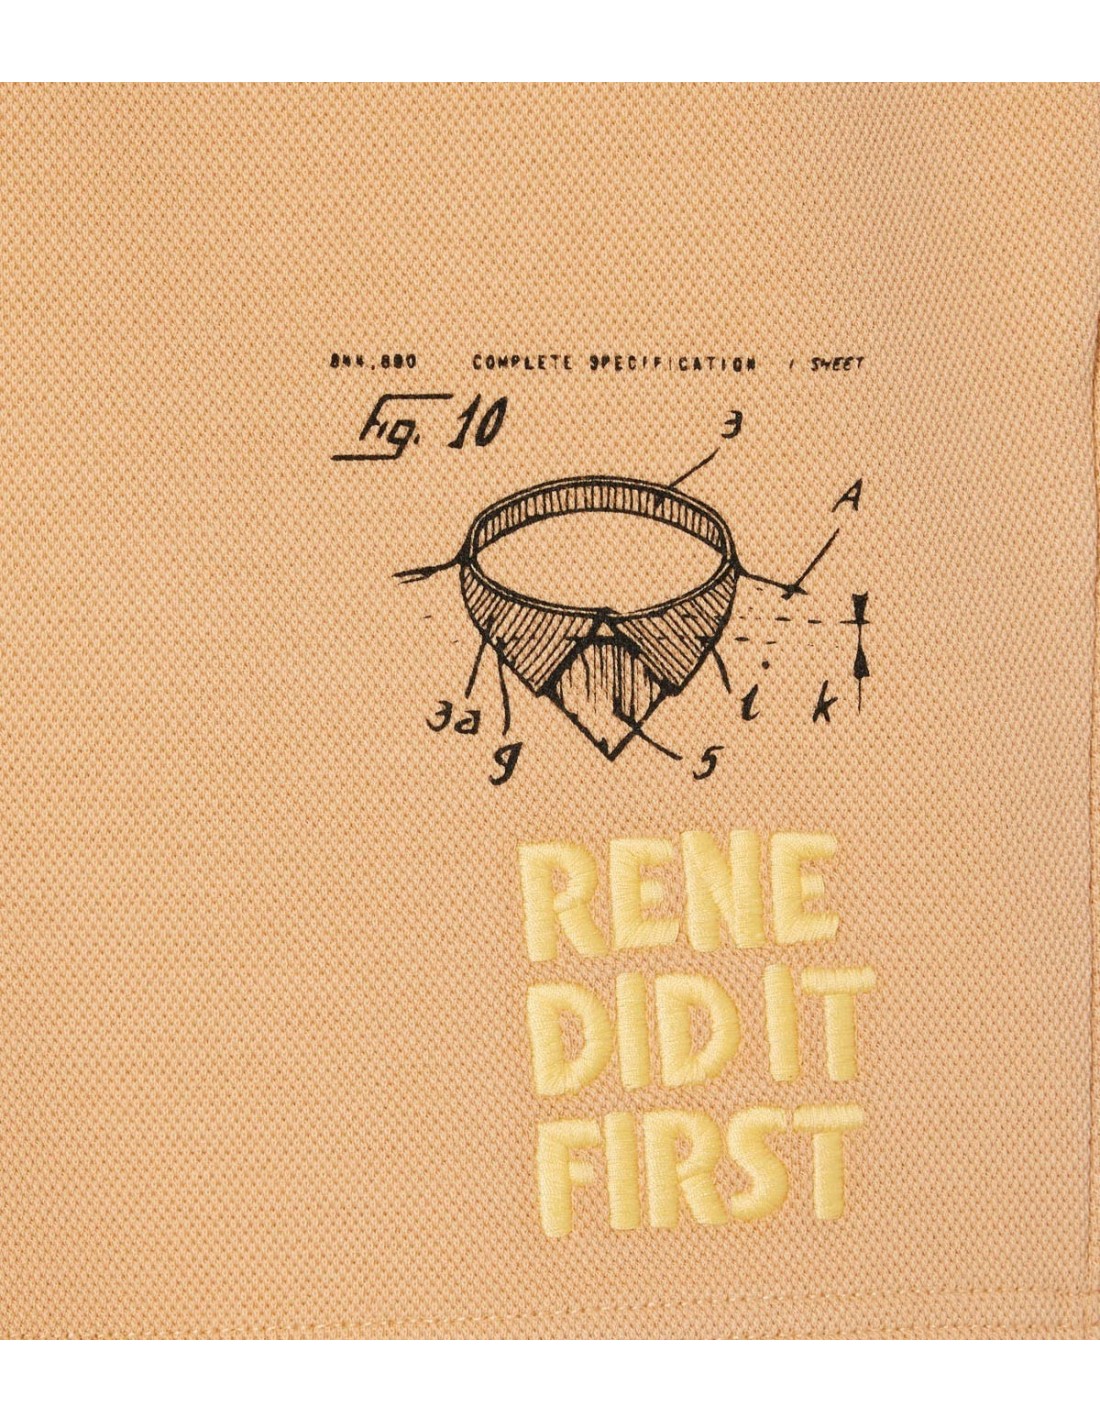 844,880 COMPLETE SPECIFICATION 1 SHEET
Fig. 10
3
A
3a
g
5
i
k
RENE
DID IT
FIRST